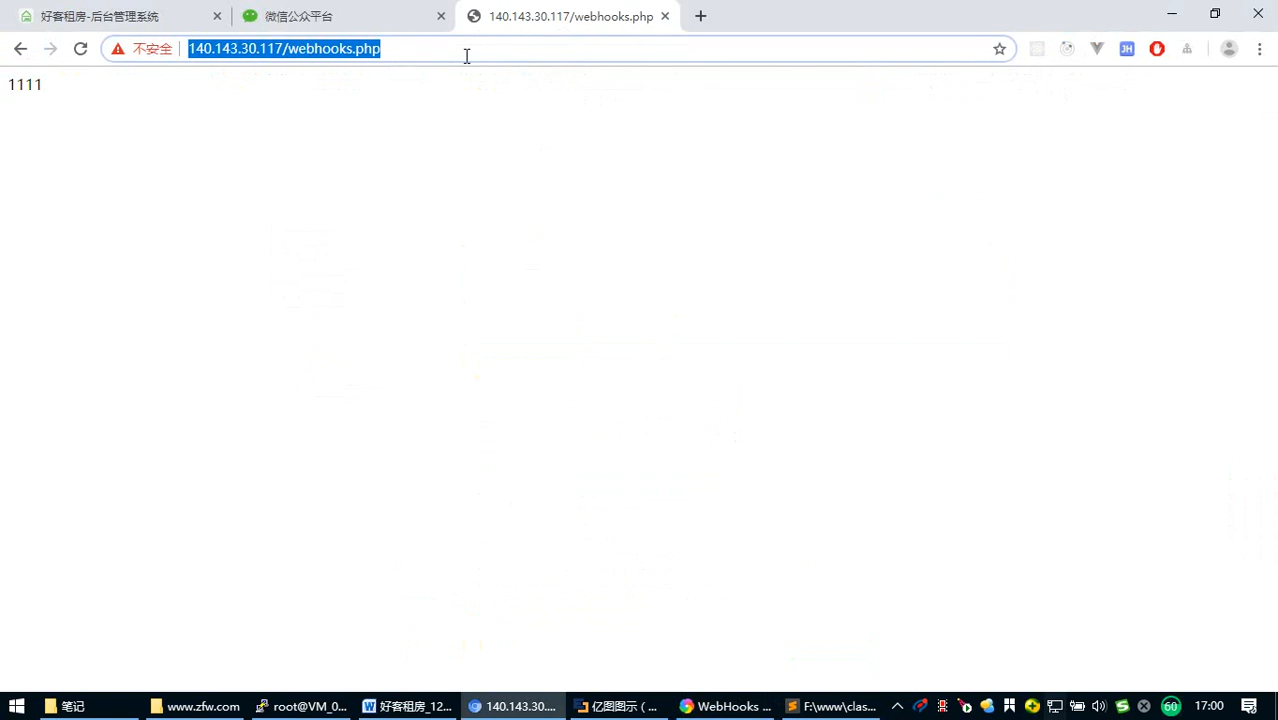 好客租房-后台管理系统
微信公众平台
140.143.30.117/webhooks.php
不安全
140.143.30.117/webhooks.php
JH
1111
笔记
www.zfw.com
root@VM_0...
好客租房_12...
140.143.30....
亿图图示 (...
WebHooks ...
F:\www\clas...
60
17:00